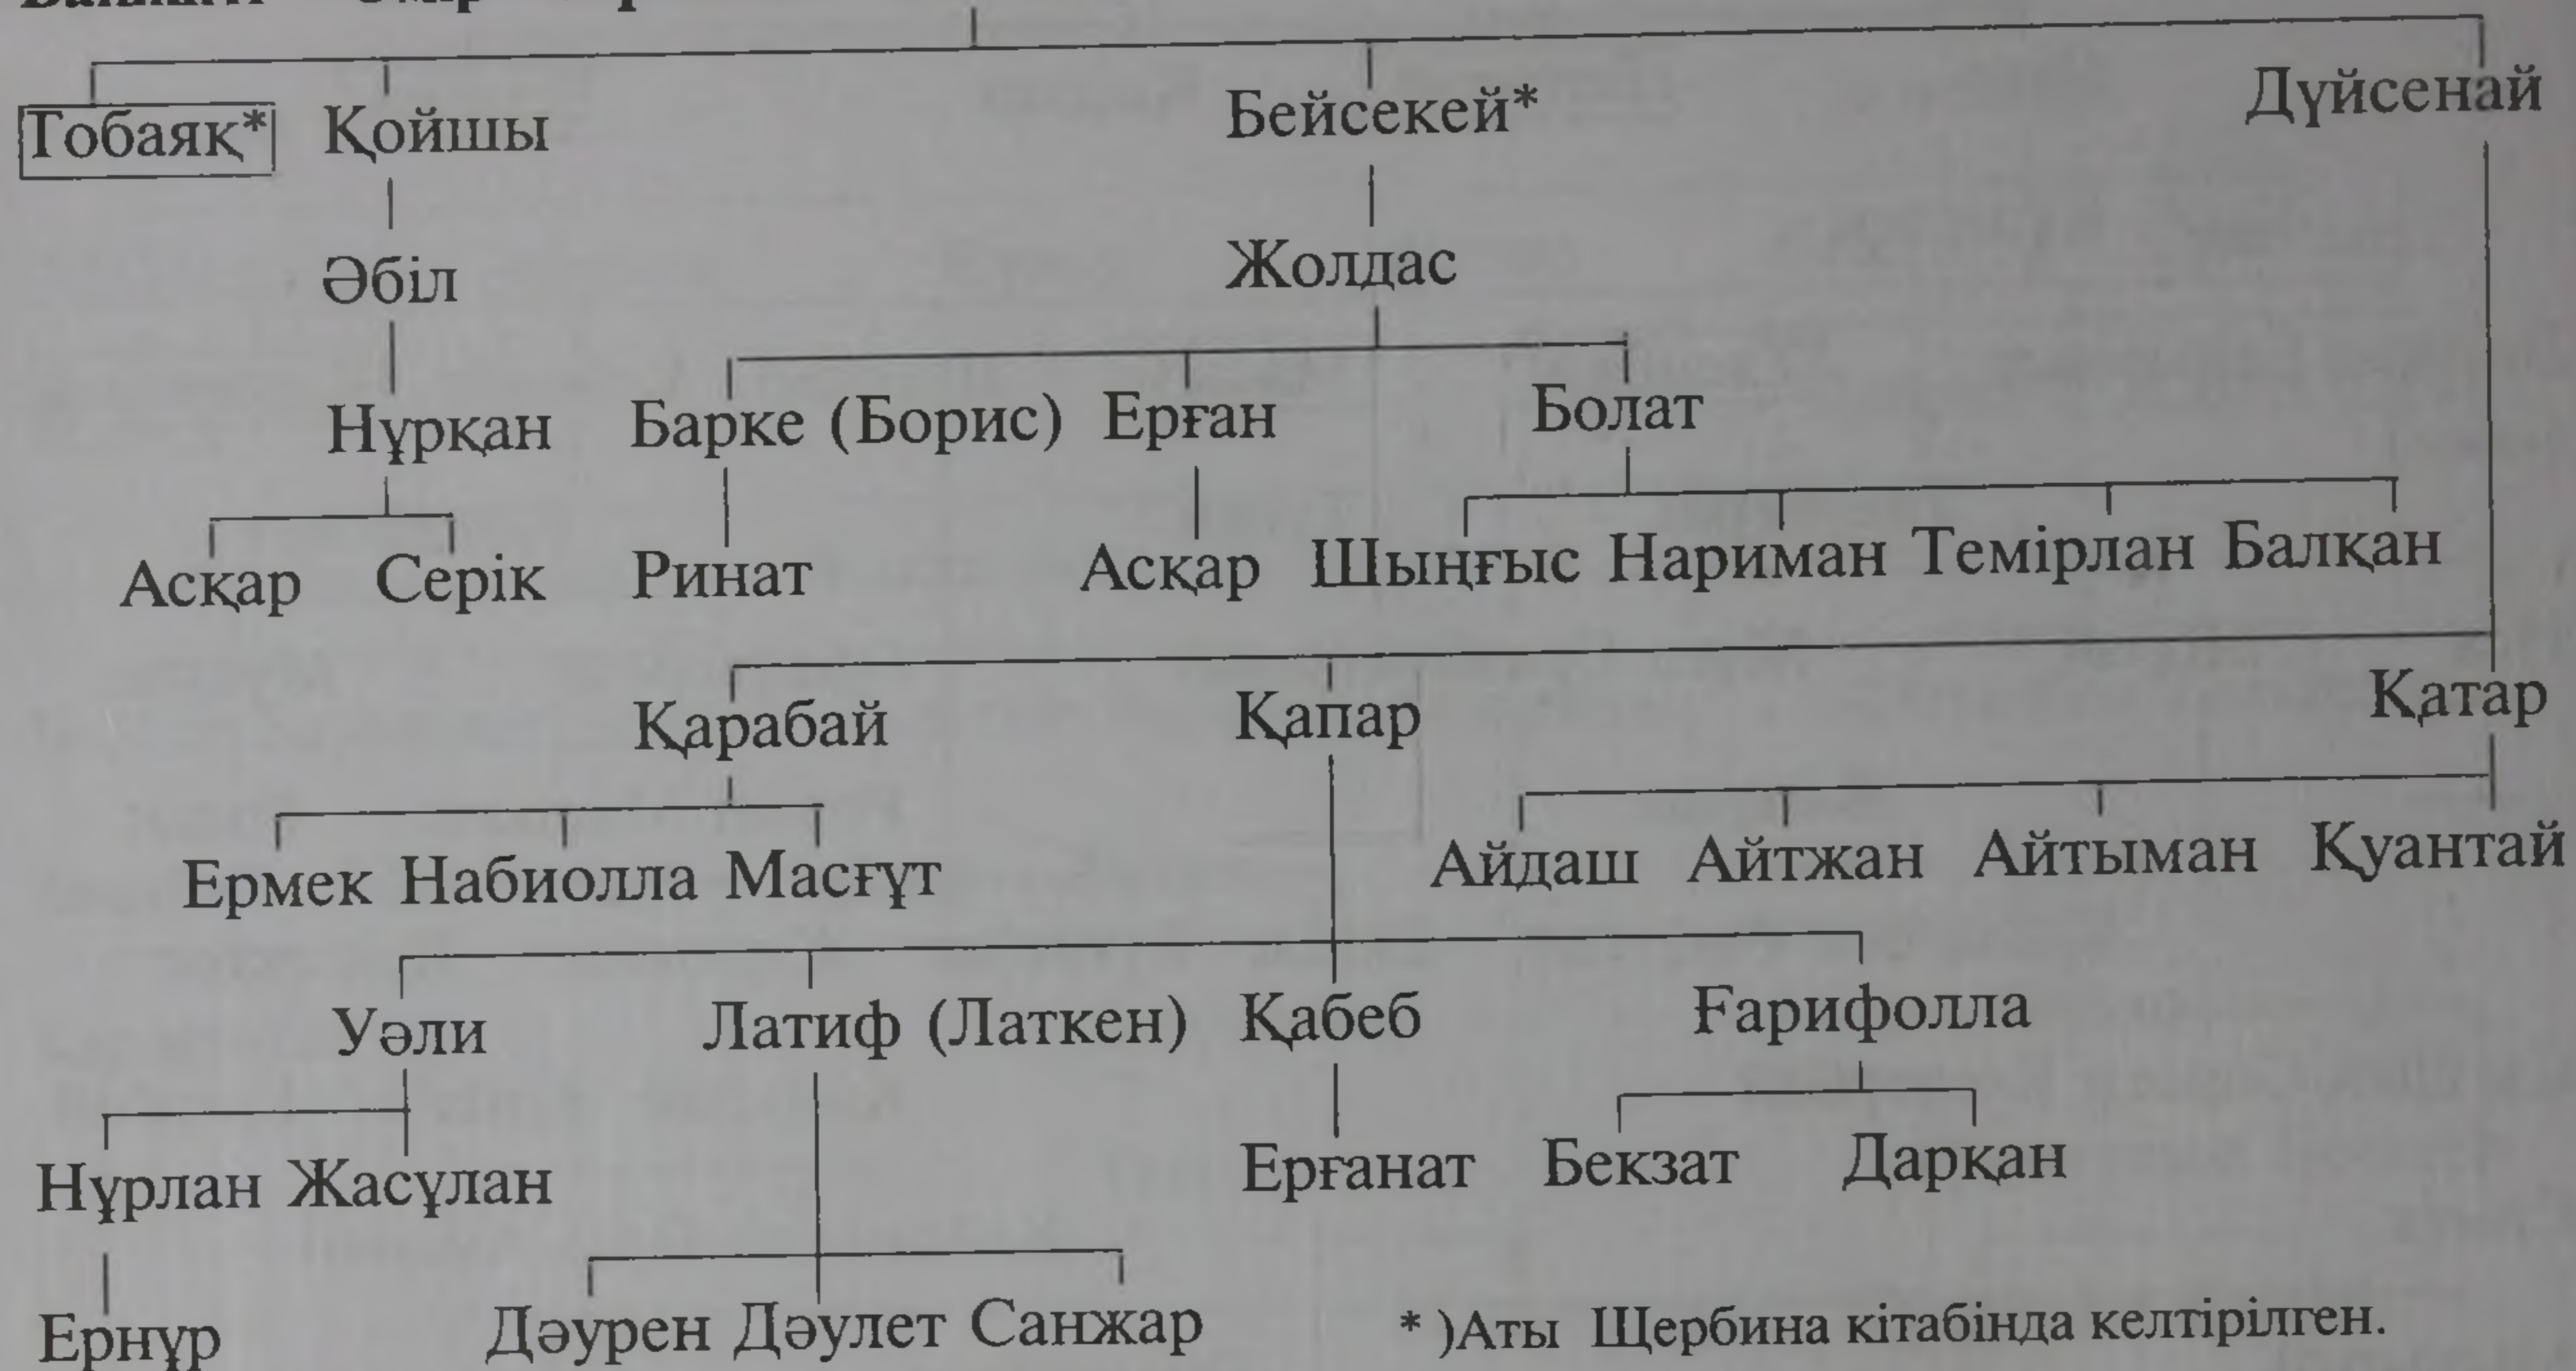 Тобаяқ* Қойшы Бейсекей* Дүйсенай
Әбіл Жолдас
Нұрқан Барке (Борис) Ерған Болат
Асқар Серік Ринат Асқар Шыңғыс Нариман Темірлан Балқан
Қарабай Қапар Қатар
Ермек Набиолла Масғұт Айдаш Айтжан Айтыман Қуантай
Уәли Латиф (Латкен) Қабеб Ғарифолла
Нұрлан Жасұлан Ерғанат Бекзат Дарқан
Ернұр Дәурен Дәулет Санжар * )Аты Щербина кітабінда келтірілген.